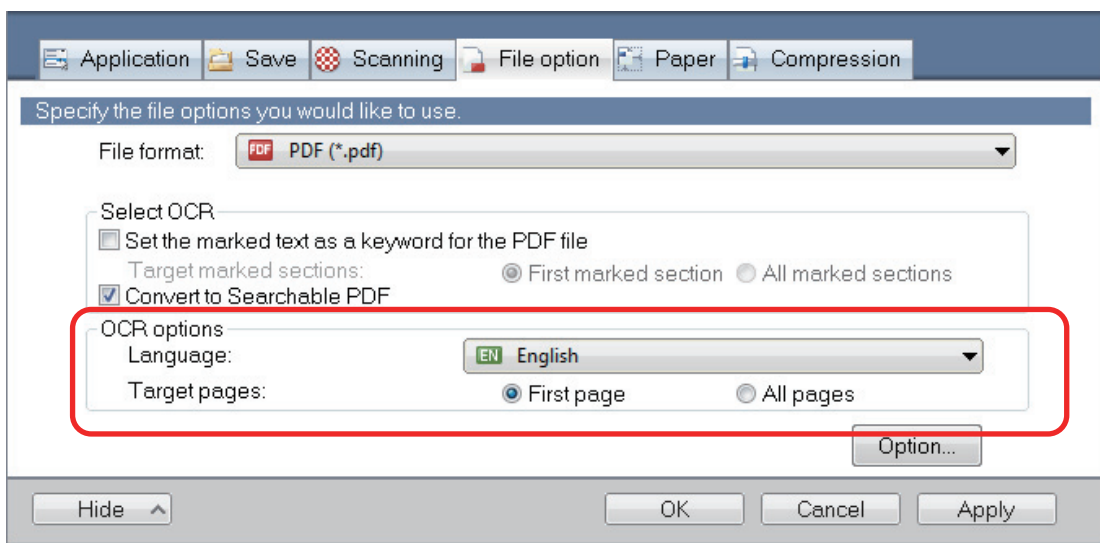 Application Save Scanning File option Paper Compression
Specify the file options you would like to use.
File format: PDF PDF (*.pdf)
Select OCR
Set the marked text as a keyword for the PDF file
Target marked sections: First marked section All marked sections
Convert to Searchable PDF
OCR options
Language: EN English
Target pages: First page All pages
Option...
Hide OK Cancel Apply